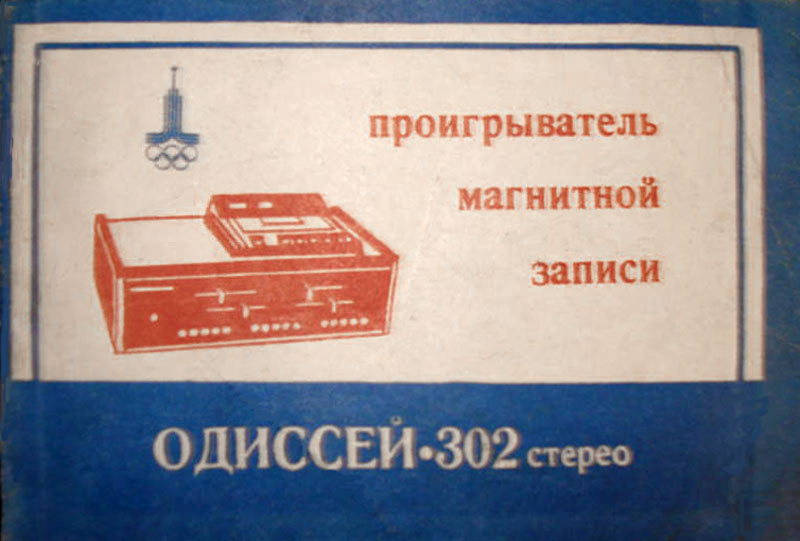 проигрыватель
магнитной
записи
ОДИССЕЙ•302 стерео